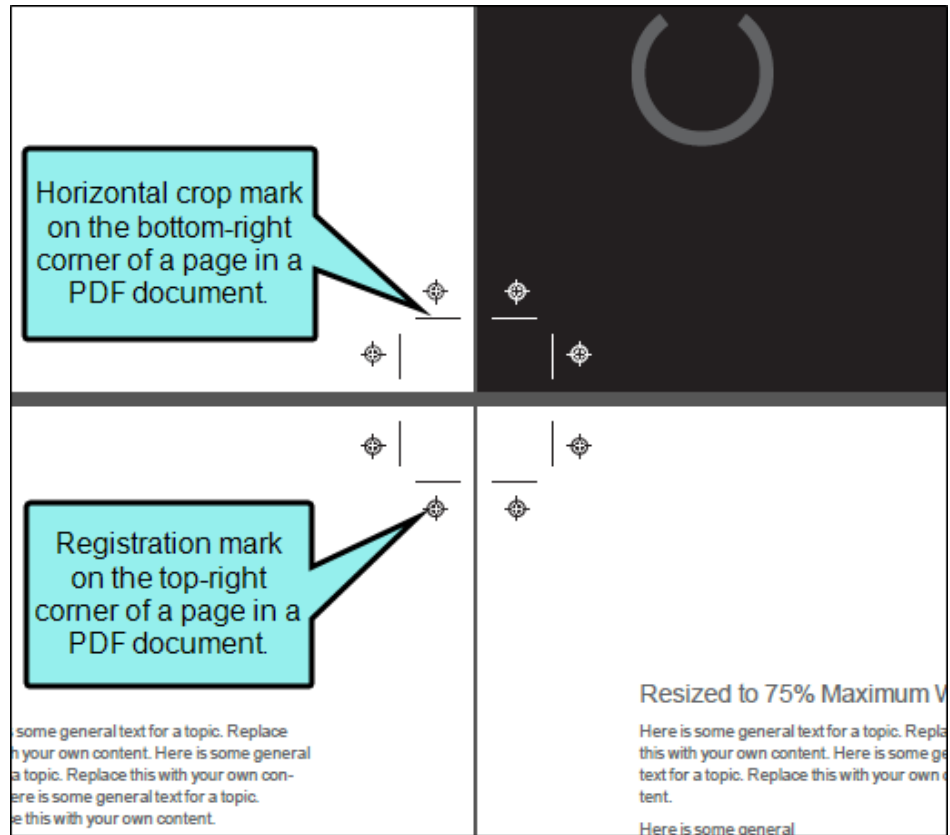 Horizontal crop mark
on the bottom-right
corner of a page in a
PDF document.
Registration mark
on the top-right
corner of a page in a
PDF document.
some general text for a topic. Replace
your own content. Here is some general
a topic. Replace this with your own con-
is some general text for a topic.
this with your own content.
Resized to 75% Maximum
Here is some general text for a topic.
this with your own content. Here is some
text for a topic. Replace this with your own
tent.
Here is some general